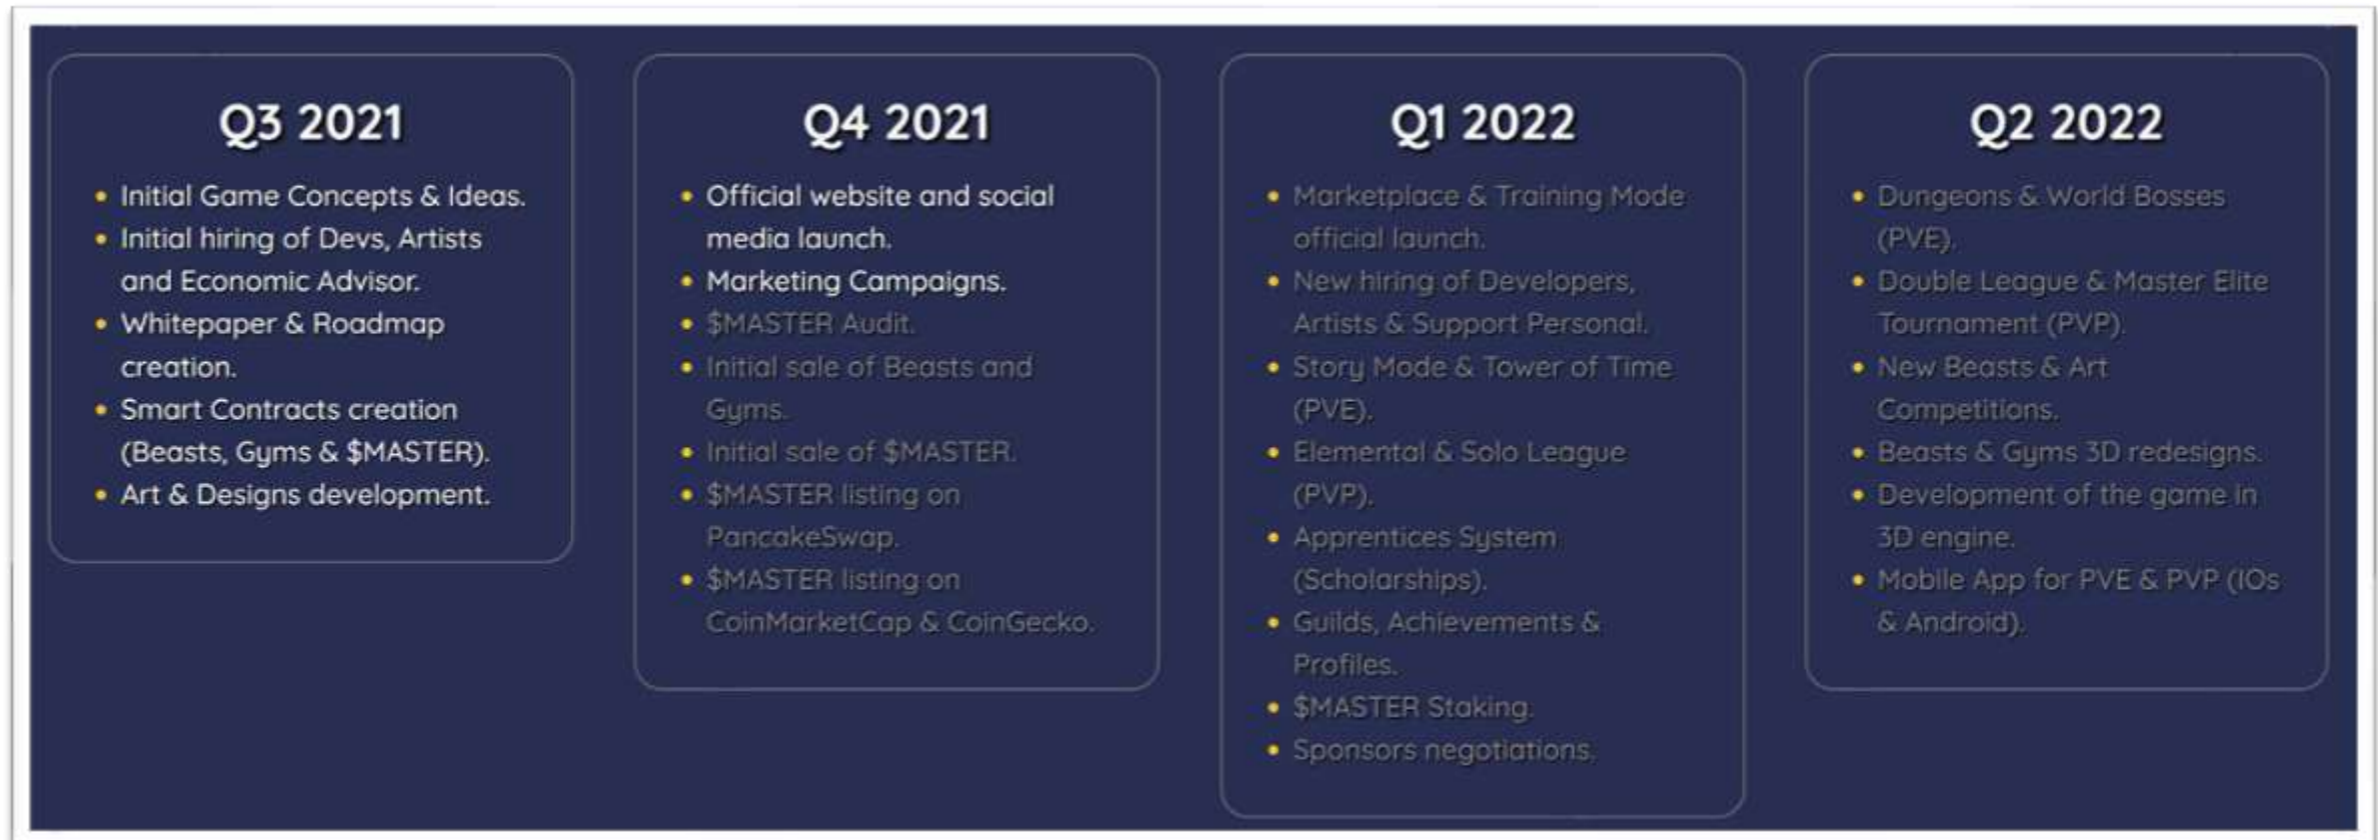 Q3 2021
• Initial Game Concepts & Ideas.
• Initial hiring of Devs, Artists
and Economic Advisor.
• Whitepaper & Roadmap
creation.
• Smart Contracts creation
(Beasts, Gyms & $MASTER).
• Art & Designs development.
Q4 2021
• Official website and social
media launch.
• Marketing Campaigns.
• $MASTER Audit.
• Initial sale of Beasts and
Gyms.
• Initial sale of $MASTER.
• $MASTER listing on
PancakeSwap.
• $MASTER listing on
CoinMarketCap & CoinGecko.
Q1 2022
• Marketplace & Training Mode
official launch.
• New hiring of Developers,
Artists & Support Personal.
• Story Mode & Tower of Time
(PVE).
• Elemental & Solo League
(PVP).
• Apprentices System
(Scholarships).
• Guilds, Achievements &
Profiles.
• $MASTER Staking.
• Sponsors negotiations.
Q2 2022
• Dungeons & World Bosses
(PVE).
• Double League & Master Elite
Tournament (PVP).
• New Beasts & Art
Competitions.
• Beasts & Gyms 3D redesigns.
• Development of the game in
3D engine.
• Mobile App for PVE & PVP (IOs
& Android).